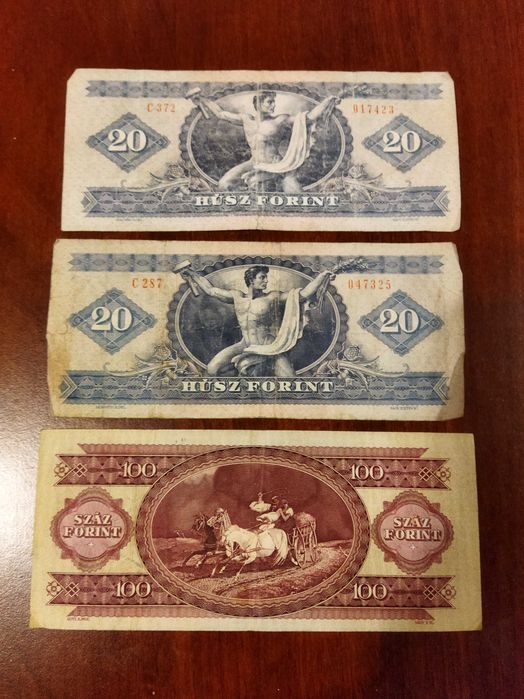 C 372 017423
20 20
HÚSZ FORINT
C 287 047325
20 20
HÚSZ FORINT
100 100
SZÁZ FORINT SZÁZ FORINT
100 100